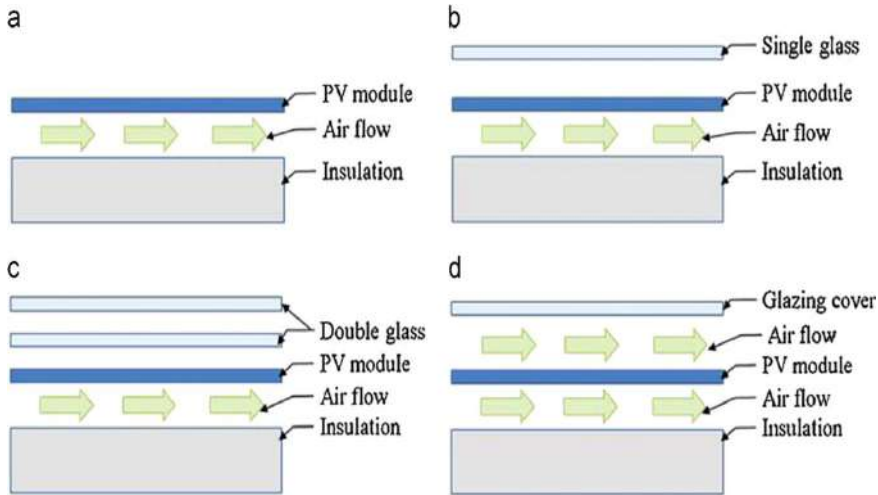 a
PV module
Air flow
Insulation
b
Single glass
PV module
Air flow
Insulation
c
Double glass
PV module
Air flow
Insulation
d
Glazing cover
Air flow
PV module
Air flow
Insulation